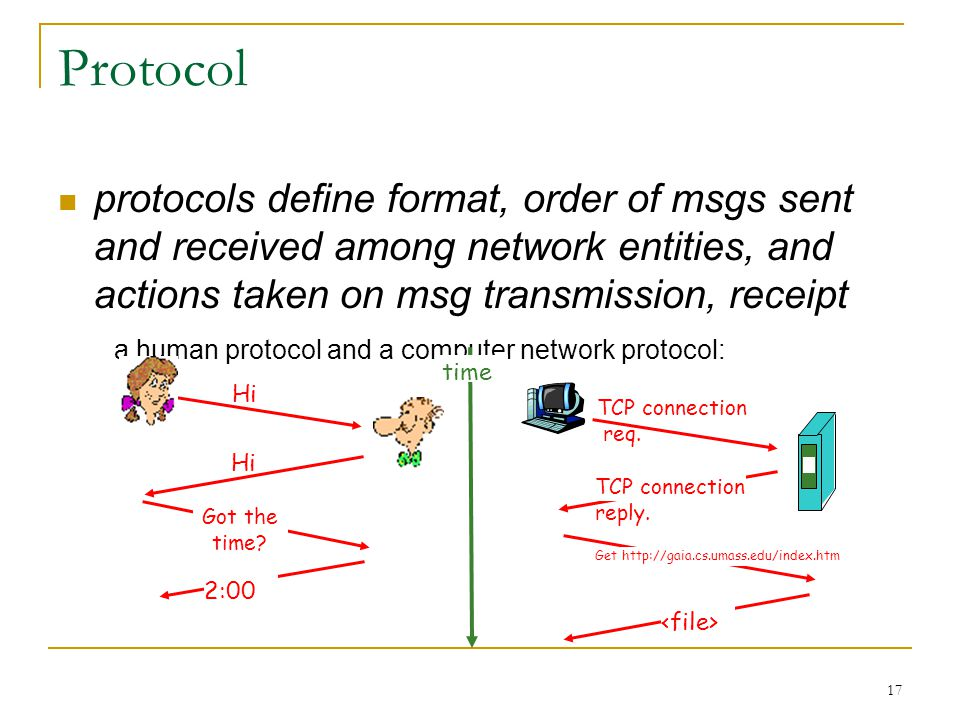 Protocol
protocols define format, order of msgs sent
and received among network entities, and
actions taken on msg transmission, receipt
a human protocol and a computer network protocol:
time
Hi
Hi
Got the
time?
2:00
TCP connection
req.
TCP connection
reply.
Get http://gaia.cs.umass.edu/index.htm
<file>
17